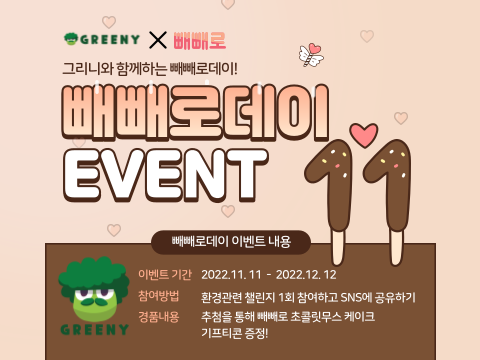 GREENY X 빼빼로
그리니와 함께하는 빼빼로데이!
빼빼로데이
EVENT
11
빼빼로데이 이벤트 내용
이벤트 기간 2022.11. 11 - 2022.12. 12
참여방법 환경관련 챌린지 1회 참여하고 SNS에 공유하기
경품내용 추첨을 통해 빼빼로 초콜릿무스 케이크
기프티콘 증정!
GREENY